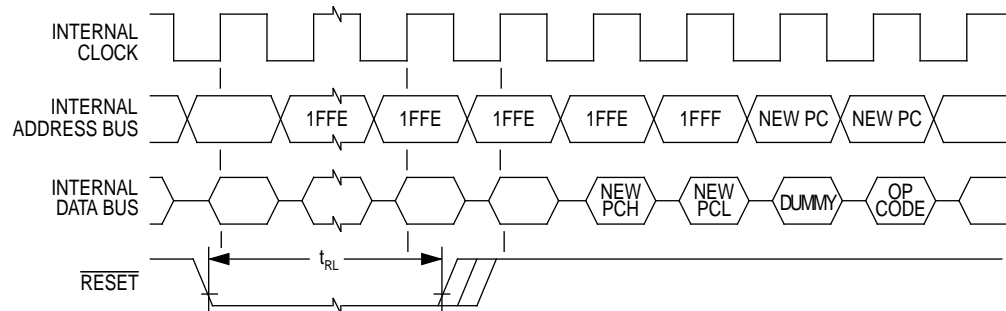 INTERNAL
CLOCK
INTERNAL
ADDRESS BUS
1FFE
1FFE
1FFE
1FFE
1FFF
NEW PC
NEW PC
INTERNAL
DATA BUS
NEW
PCH
NEW
PCL
DUMMY
OP
CODE
RESET
tRL